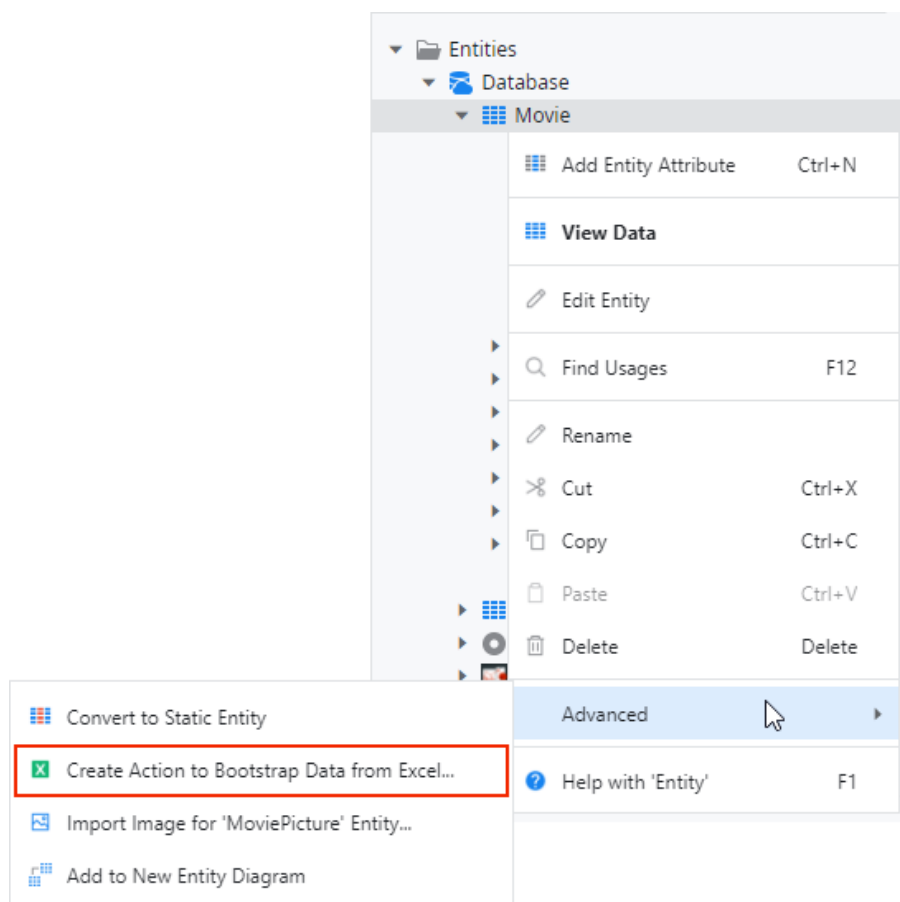 Entities
Database
Movie
Add Entity Attribute Ctrl+N
View Data
Edit Entity
Find Usages F12
Rename
Cut Ctrl+X
Copy Ctrl+C
Paste Ctrl+V
Delete Delete
Advanced
Help with 'Entity' F1
Convert to Static Entity
Create Action to Bootstrap Data from Excel...
Import Image for 'MoviePicture' Entity...
Add to New Entity Diagram